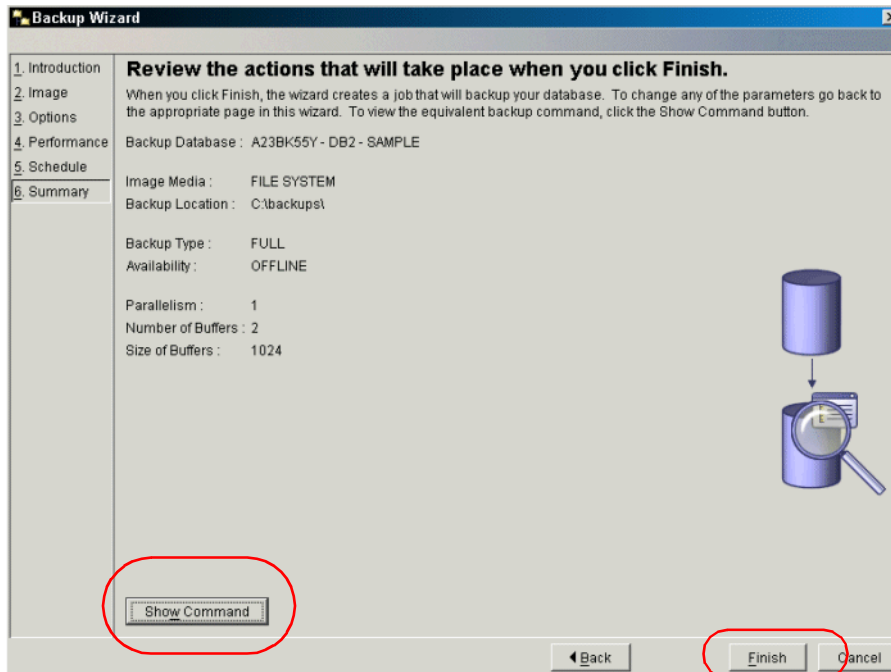 Backup Wizard
1. Introduction
2. Image
3. Options
4. Performance
5. Schedule
6. Summary
Review the actions that will take place when you click Finish.
When you click Finish, the wizard creates a job that will backup your database. To change any of the parameters go back to
the appropriate page in this wizard. To view the equivalent backup command, click the Show Command button.
Backup Database : A23BK55Y - DB2 - SAMPLE
Image Media : FILE SYSTEM
Backup Location : C:\backups\
Backup Type : FULL
Availability : OFFLINE
Parallelism : 1
Number of Buffers : 2
Size of Buffers : 1024
Show Command
Back
Finish
Cancel